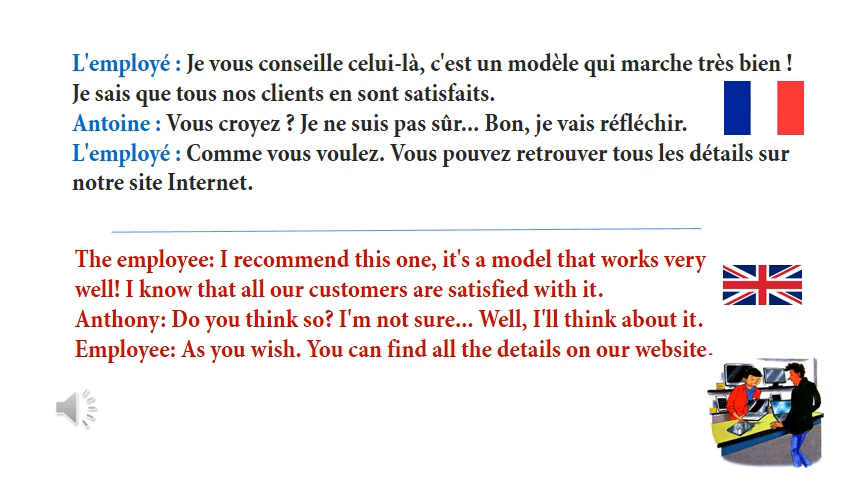 L'employé : Je vous conseille celui-là, c'est un modèle qui marche très bien !
Je sais que tous nos clients en sont satisfaits.
Antoine : Vous croyez ? Je ne suis pas sûr... Bon, je vais réfléchir.
L'employé : Comme vous voulez. Vous pouvez retrouver tous les détails sur
notre site Internet.
The employee: I recommend this one, it's a model that works very
well! I know that all our customers are satisfied with it.
Anthony: Do you think so? I'm not sure... Well, I'll think about it.
Employee: As you wish. You can find all the details on our website.